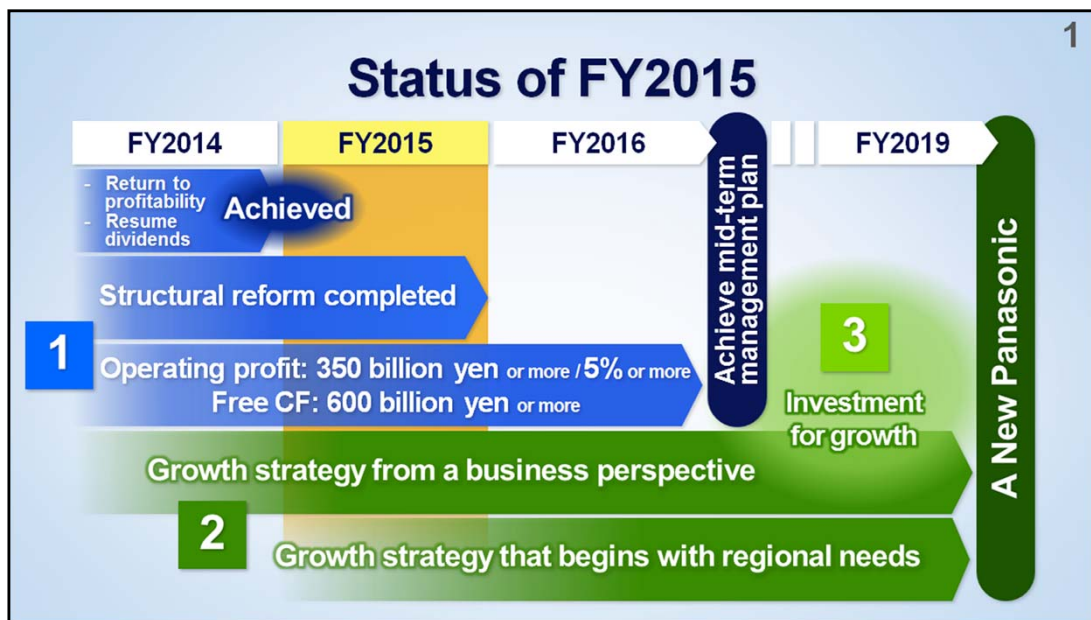 1
Status of FY2015
FY2014
FY2015
FY2016
FY2019
- Return to
profitability
- Resume
dividends
Achieved
Structural reform completed
1
Operating profit: 350 billion yen or more / 5% or more
Free CF: 600 billion yen or more
Achieve mid-term
management plan
3
Investment
for growth
Growth strategy from a business perspective
2
Growth strategy that begins with regional needs
A New Panasonic